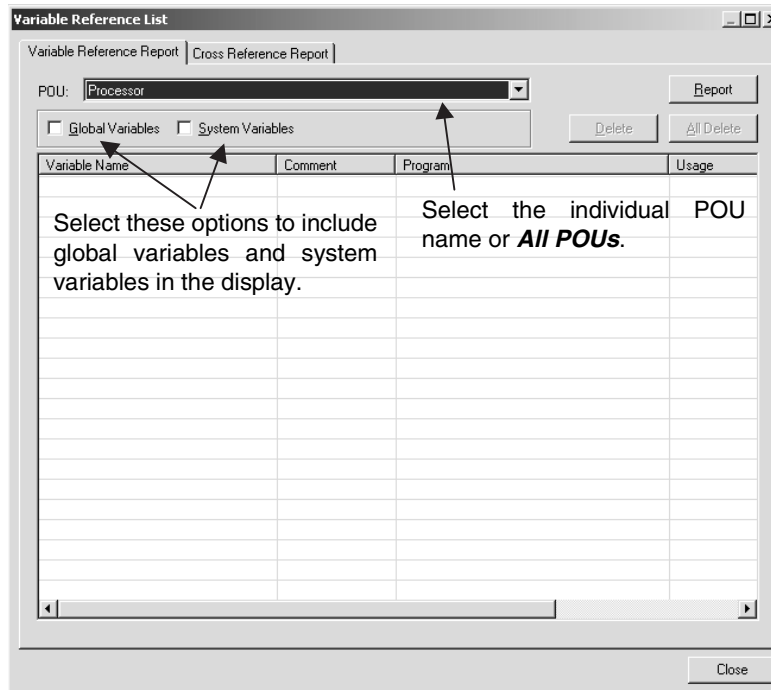 Variable Reference List
Variable Reference Report Cross Reference Report
POU: Processor Report
Global Variables System Variables Delete All Delete
Variable Name Comment Program Usage
Select these options to include
global variables and system
variables in the display.
Select the individual POU
name or All POUs.
Close